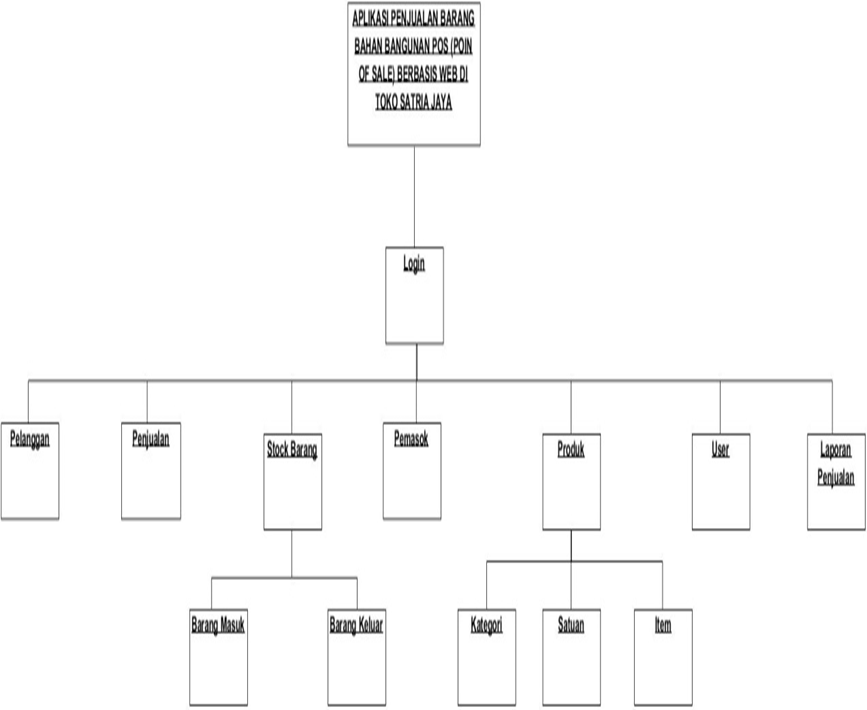 APLIKASI PENJUALAN BARANG
BAHAN BANGUNAN POS (POIN
OF SALE) BERBASIS WEB DI
TOKO SATRIA JAYA
Login
Pelanggan
Penjualan
Stock Barang
Pemasok
Produk
User
Laporan
Penjualan
Barang Masuk
Barang Keluar
Kategori
Satuan
Item